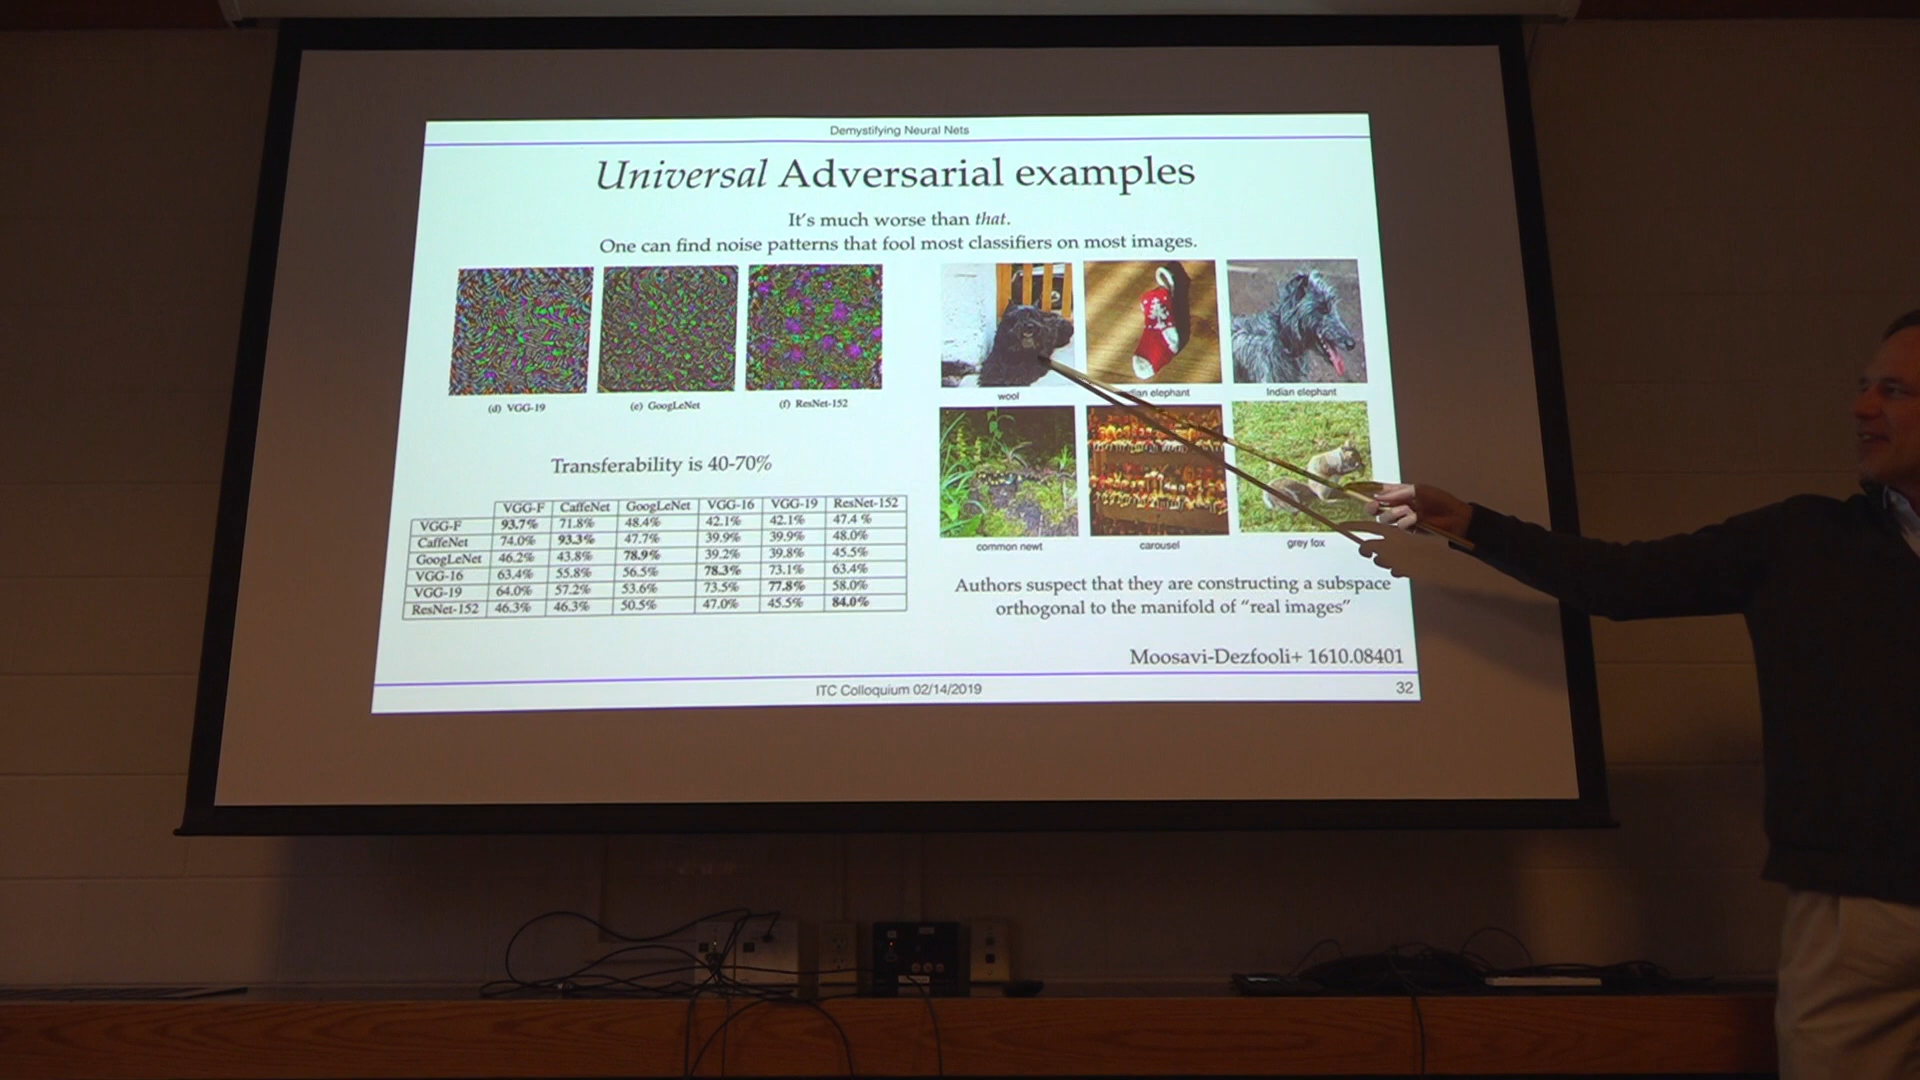 Demystifying Neural Nets
Universal Adversarial examples
It's much worse than that.
One can find noise patterns that fool most classifiers on most images.
(d) VGG-19
(e) GoogLeNet
(f) ResNet-152
wool
elephant
Indian elephant
common newt
carousel
grey fox
Transferability is 40-70%
VGG-F CaffeNet GoogLeNet VGG-16 VGG-19 ResNet-152
VGG-F 93.7% 71.8% 48.4% 42.1% 42.1% 47.4 %
CaffeNet 74.0% 93.3% 47.7% 39.9% 39.9% 48.0%
GoogLeNet 46.2% 43.8% 78.9% 39.2% 39.8% 45.5%
VGG-16 63.4% 55.8% 56.5% 78.3% 73.1% 63.4%
VGG-19 64.0% 57.2% 53.6% 73.5% 77.8% 58.0%
ResNet-152 46.3% 46.3% 50.5% 47.0% 45.5% 84.0%
Authors suspect that they are constructing a subspace
orthogonal to the manifold of "real images"
Moosavi-Dezfooli+ 1610.08401
ITC Colloquium 02/14/2019
32